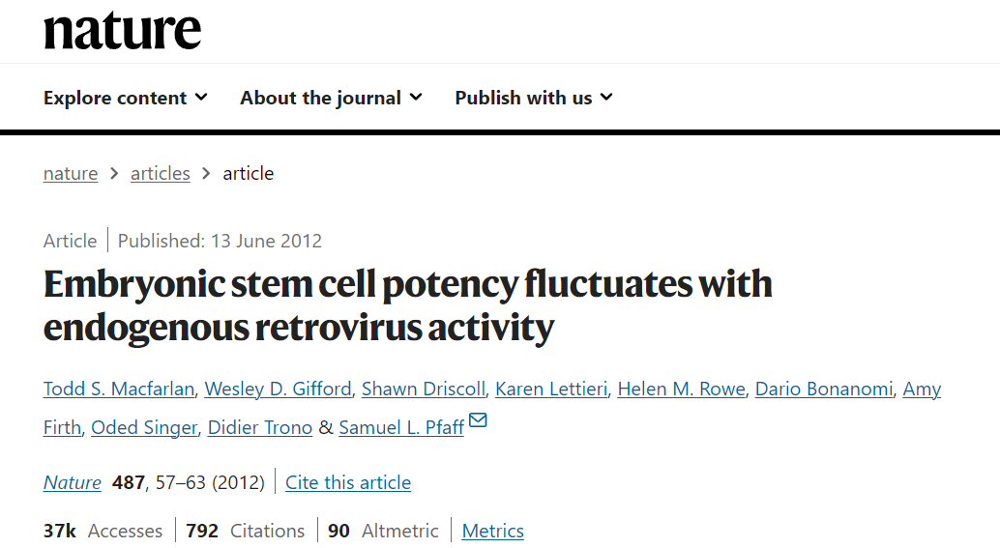 nature
Explore content About the journal Publish with us
nature > articles > article
Article | Published: 13 June 2012
Embryonic stem cell potency fluctuates with
endogenous retrovirus activity
Todd S. Macfarlan, Wesley D. Gifford, Shawn Driscoll, Karen Lettieri, Helen M. Rowe, Dario Bonanomi, Amy
Firth, Oded Singer, Didier Trono & Samuel L. Pfaff
Nature 487, 57–63 (2012) | Cite this article
37k Accesses | 792 Citations | 90 Altmetric | Metrics